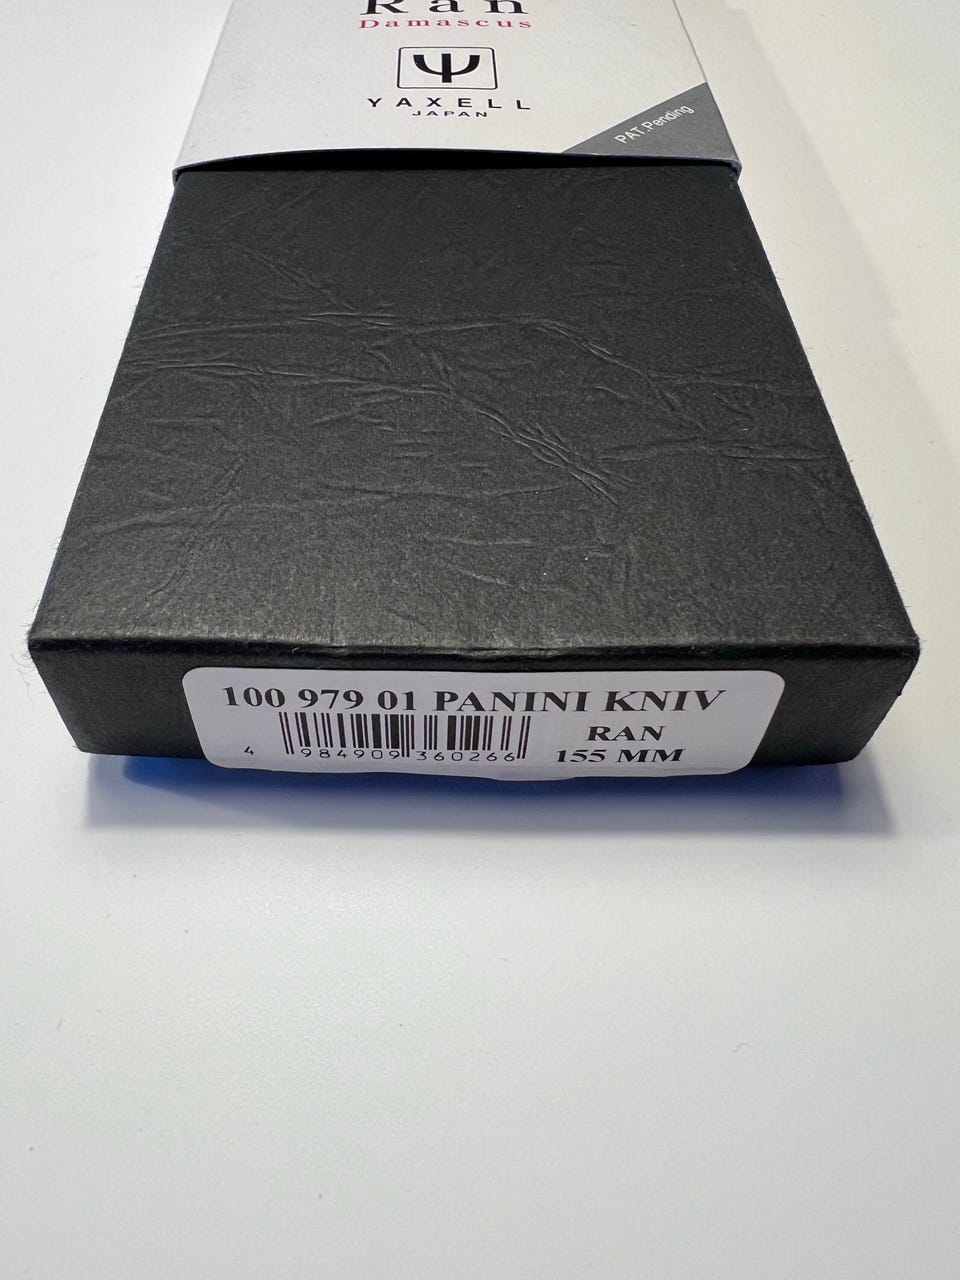 Ran
Damascus
YAXELL
JAPAN
PAT.Pending
100 979 01 PANINI KNIV
RAN
155 MM
4 984909 360266